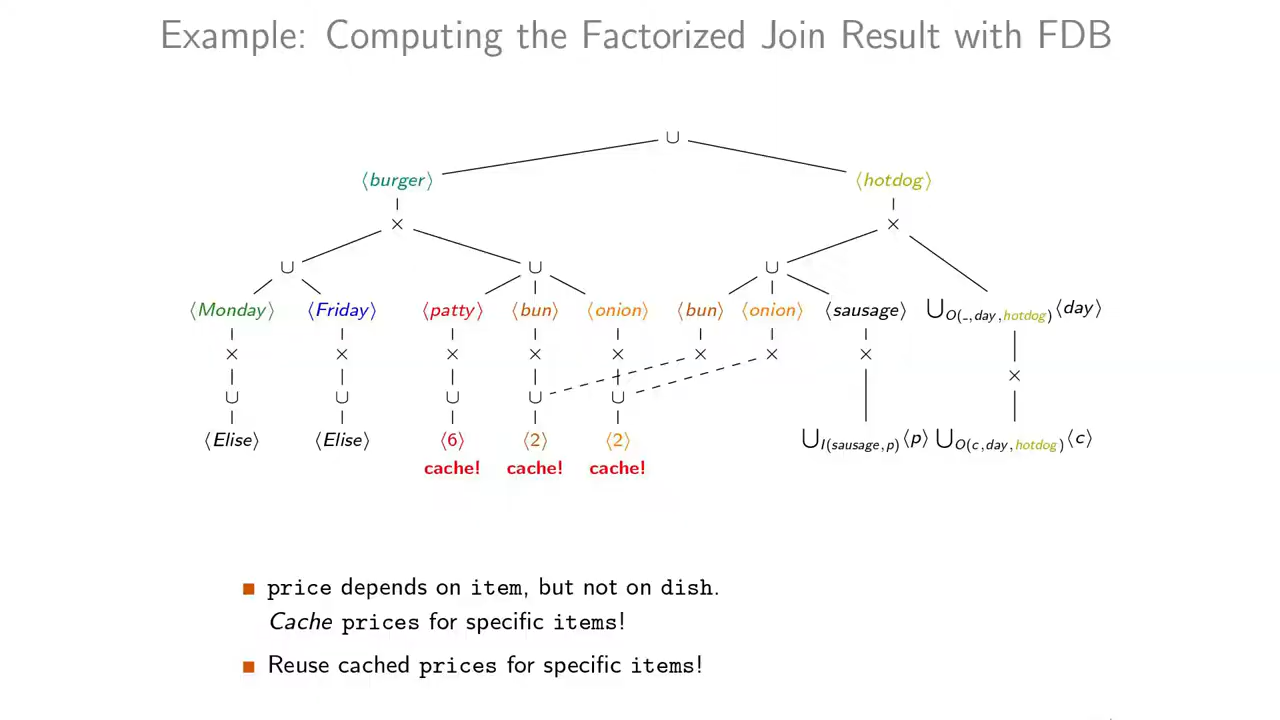 Example: Computing the Factorized Join Result with FDB
∪
⟨burger⟩ ⟨hotdog⟩
× ×
∪ ∪ ∪
⟨Monday⟩ ⟨Friday⟩ ⟨patty⟩ ⟨bun⟩ ⟨onion⟩ ⟨bun⟩ ⟨onion⟩ ⟨sausage⟩ ⋃O(_,day,hotdog)⟨day⟩
× × × × × × × × ×
∪ ∪ ∪ ∪ ∪
⟨Elise⟩ ⟨Elise⟩ ⟨6⟩ ⟨2⟩ ⟨2⟩ ⋃I(sausage,p)⟨p⟩ ⋃O(c,day,hotdog)⟨c⟩
cache! cache! cache!
price depends on item, but not on dish.
Cache prices for specific items!
Reuse cached prices for specific items!